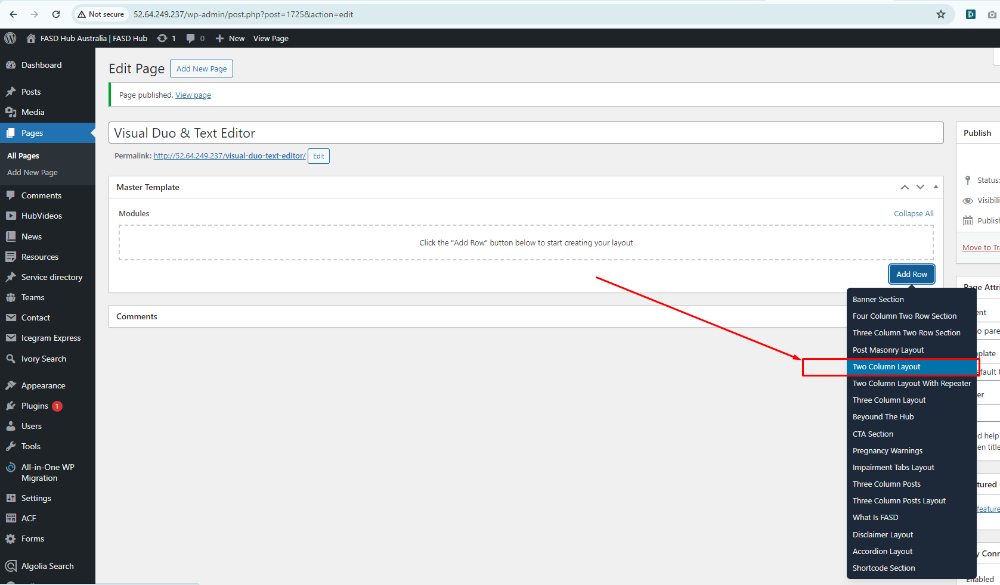 Not secure 52.64.249.237/wp-admin/post.php?post=1725&action=edit
FASD Hub Australia | FASD Hub 1 0 New View Page
Dashboard
Posts
Media
Pages
All Pages
Add New Page
Comments
HubVideos
News
Resources
Service directory
Teams
Contact
Icegram Express
Ivory Search
Appearance
Plugins 1
Users
Tools
All-in-One WP
Migration
Settings
ACF
Forms
Algolia Search
Edit Page Add New Page
Page published. View page
Visual Duo & Text Editor
Permalink: http://52.64.249.237/visual-duo-text-editor/ Edit
Master Template
Modules Collapse All
Click the "Add Row" button below to start creating your layout
Add Row
Comments
Banner Section
Four Column Two Row Section
Three Column Two Row Section
Post Masonry Layout
Two Column Layout
Two Column Layout With Repeater
Three Column Layout
Beyound The Hub
CTA Section
Pregnancy Warnings
Impairment Tabs Layout
Three Column Posts
Three Column Posts Layout
What Is FASD
Disclaimer Layout
Accordion Layout
Shortcode Section
Publish
Status:
Visibili
Publish
Move to Tr
Page Attri
ent
o pare
plate
efault t
er
ed help?
en title
tured
feature
y Conn
Enabled